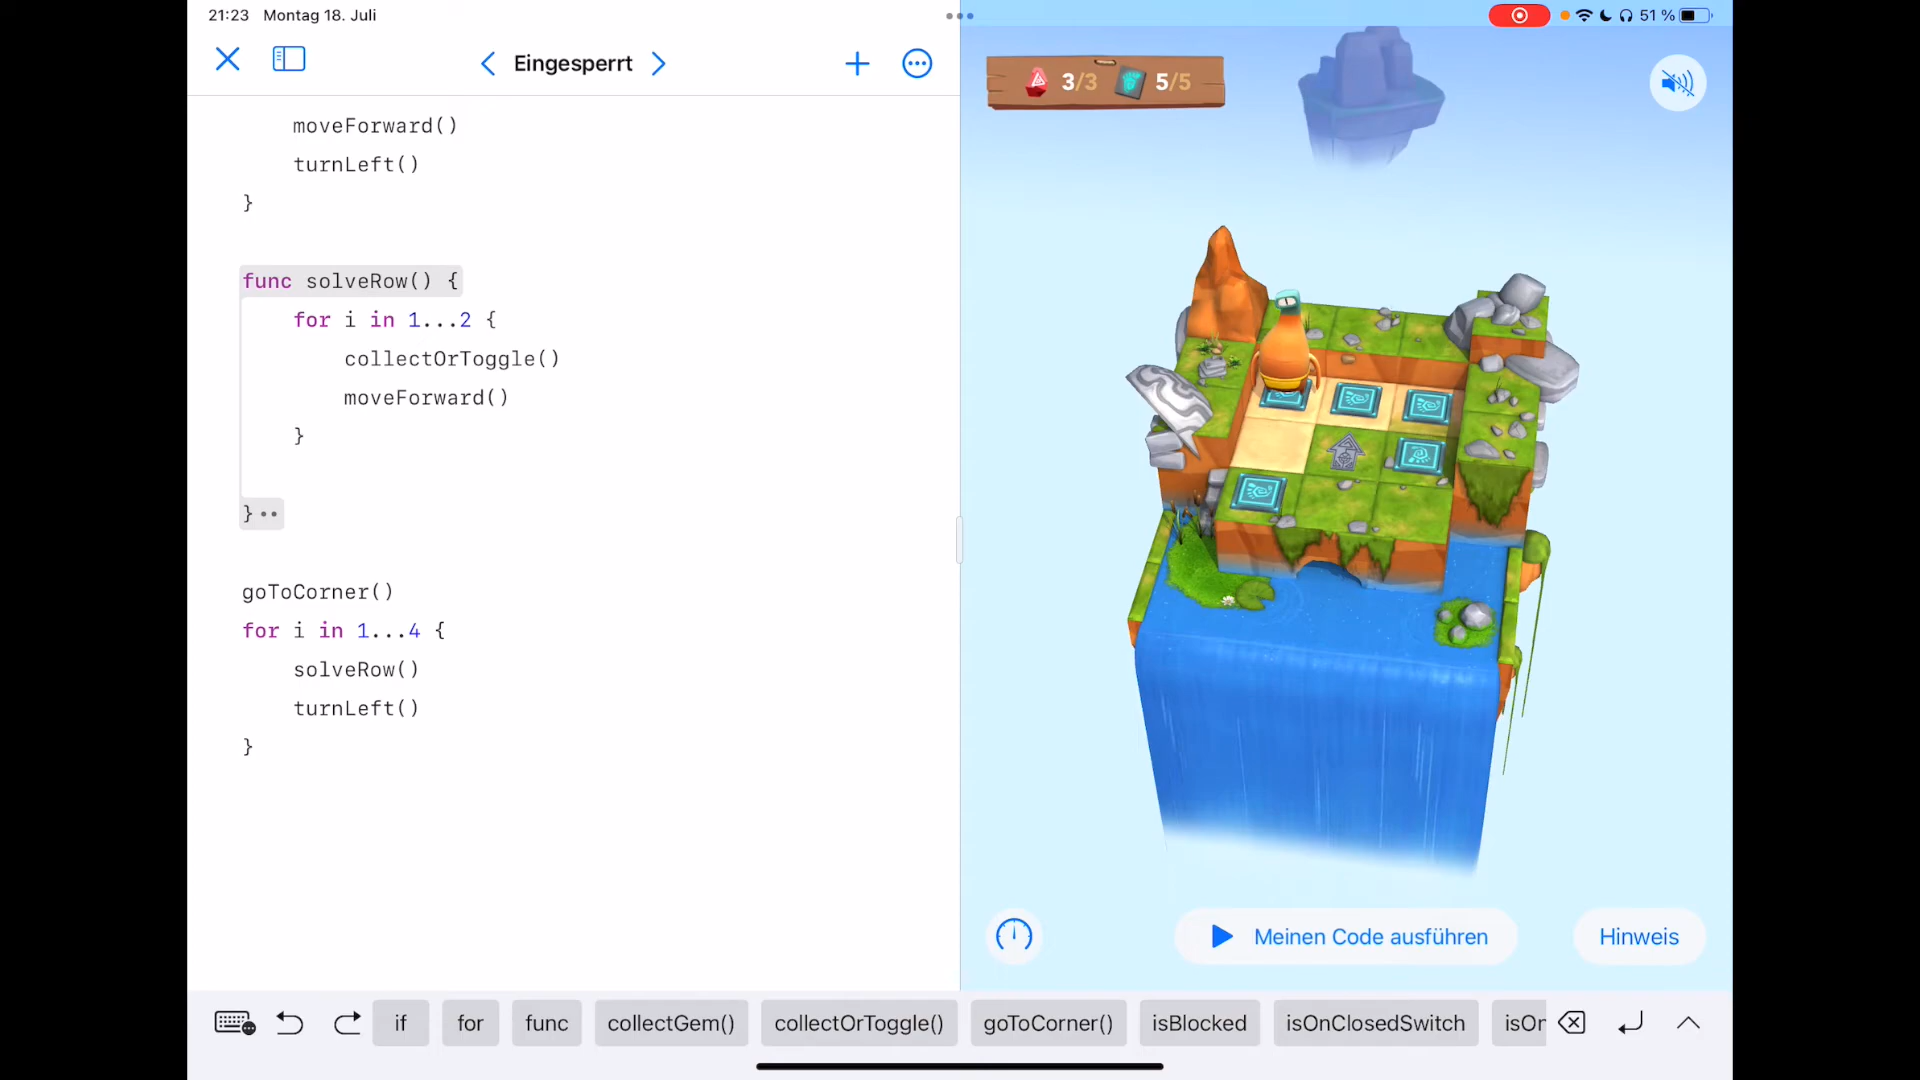 21:23 Montag 18. Juli
51 %
Eingesperrt
moveForward()
turnLeft()
}
func solveRow() {
for i in 1...2 {
collectOrToggle()
moveForward()
}
}
goToCorner()
for i in 1...4 {
solveRow()
turnLeft()
}
3/3 5/5
Meinen Code ausführen
Hinweis
if for func collectGem() collectOrToggle() goToCorner() isBlocked isOnClosedSwitch isOn